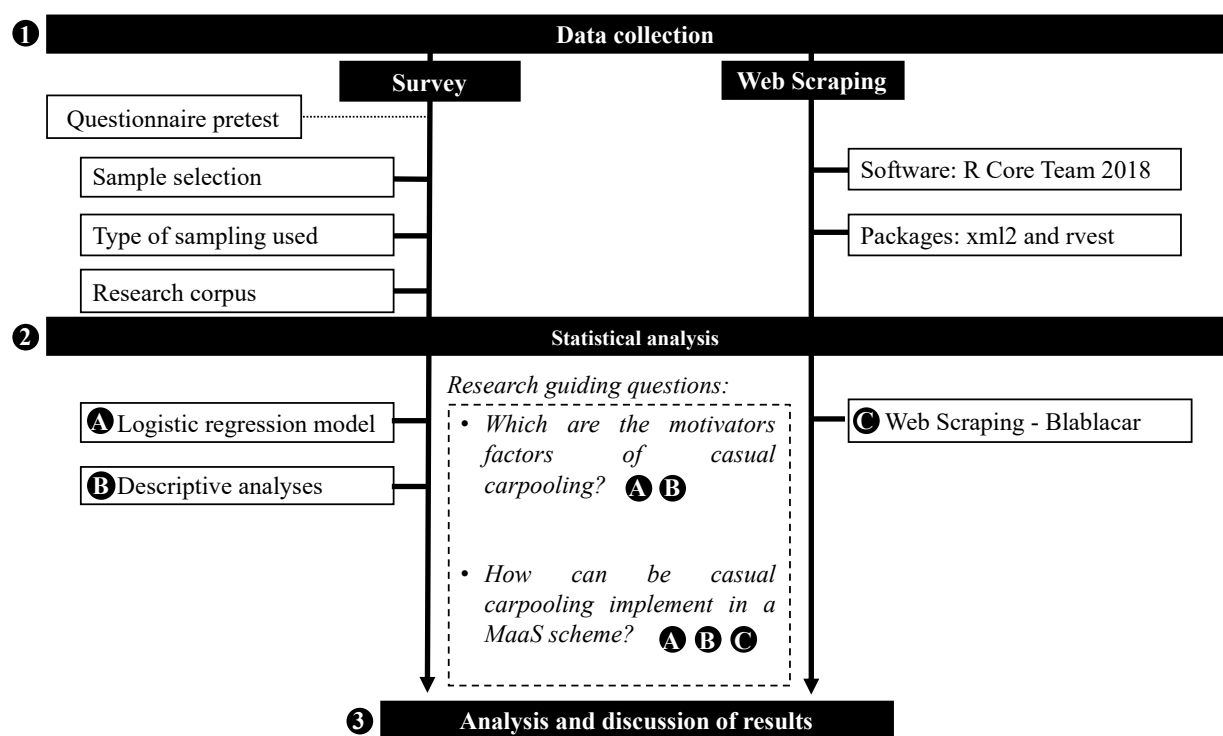 ❶ Data collection
Survey
Questionnaire pretest
Sample selection
Type of sampling used
Research corpus
Web Scraping
Software: R Core Team 2018
Packages: xml2 and rvest
❷ Statistical analysis
A Logistic regression model
B Descriptive analyses
Research guiding questions:
• Which are the motivators
factors of casual
carpooling? A B
• How can be casual
carpooling implement in a
MaaS scheme? A B C
C Web Scraping - Blablacar
❸ Analysis and discussion of results